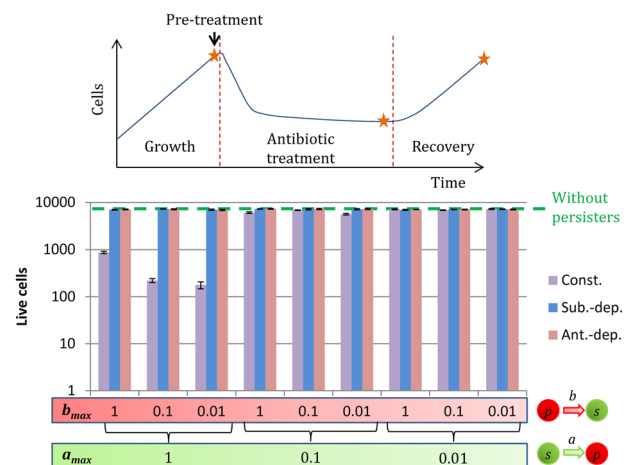 Pre-treatment
Cells
Growth
Antibiotic
treatment
Recovery
Time
Without
persisters
10000
1000
100
10
1
Live cells
Const.
Sub.-dep.
Ant.-dep.
bmax 1 0.1 0.01 1 0.1 0.01 1 0.1 0.01
p b s
amax 1 0.1 0.01
s a p